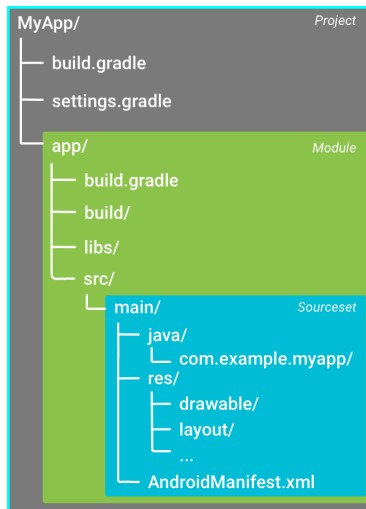 MyApp/ Project
build.gradle
settings.gradle
app/ Module
build.gradle
build/
libs/
src/
main/ Sourceset
java/
com.example.myapp/
res/
drawable/
layout/
...
AndroidManifest.xml